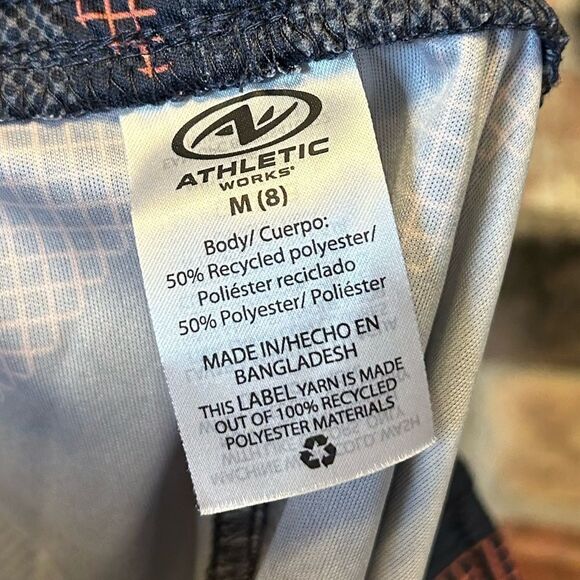 ATHLETIC
WORKS®
M (8)
Body/ Cuerpo:
50% Recycled polyester/
Poliéster reciclado
50% Polyester/ Poliéster
MADE IN/HECHO EN
BANGLADESH
THIS LABEL YARN IS MADE
OUT OF 100% RECYCLED
POLYESTER MATERIALS